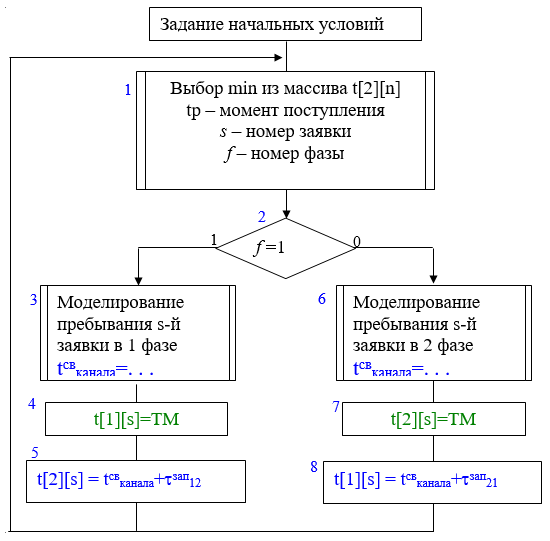 Задание начальных условий
1
Выбор min из массива t[2][n]
tp – момент поступления
s – номер заявки
f – номер фазы
2
1
f =1
0
3
Моделирование
пребывания s-й
заявки в 1 фазе
tсвканала=. . .
6
Моделирование
пребывания s-й
заявки в 2 фазе
tсвканала=. . .
4
t[1][s]=TM
7
t[2][s]=TM
5
t[2][s] = tсвканала+τзап12
8
t[1][s] = tсвканала+τзап21